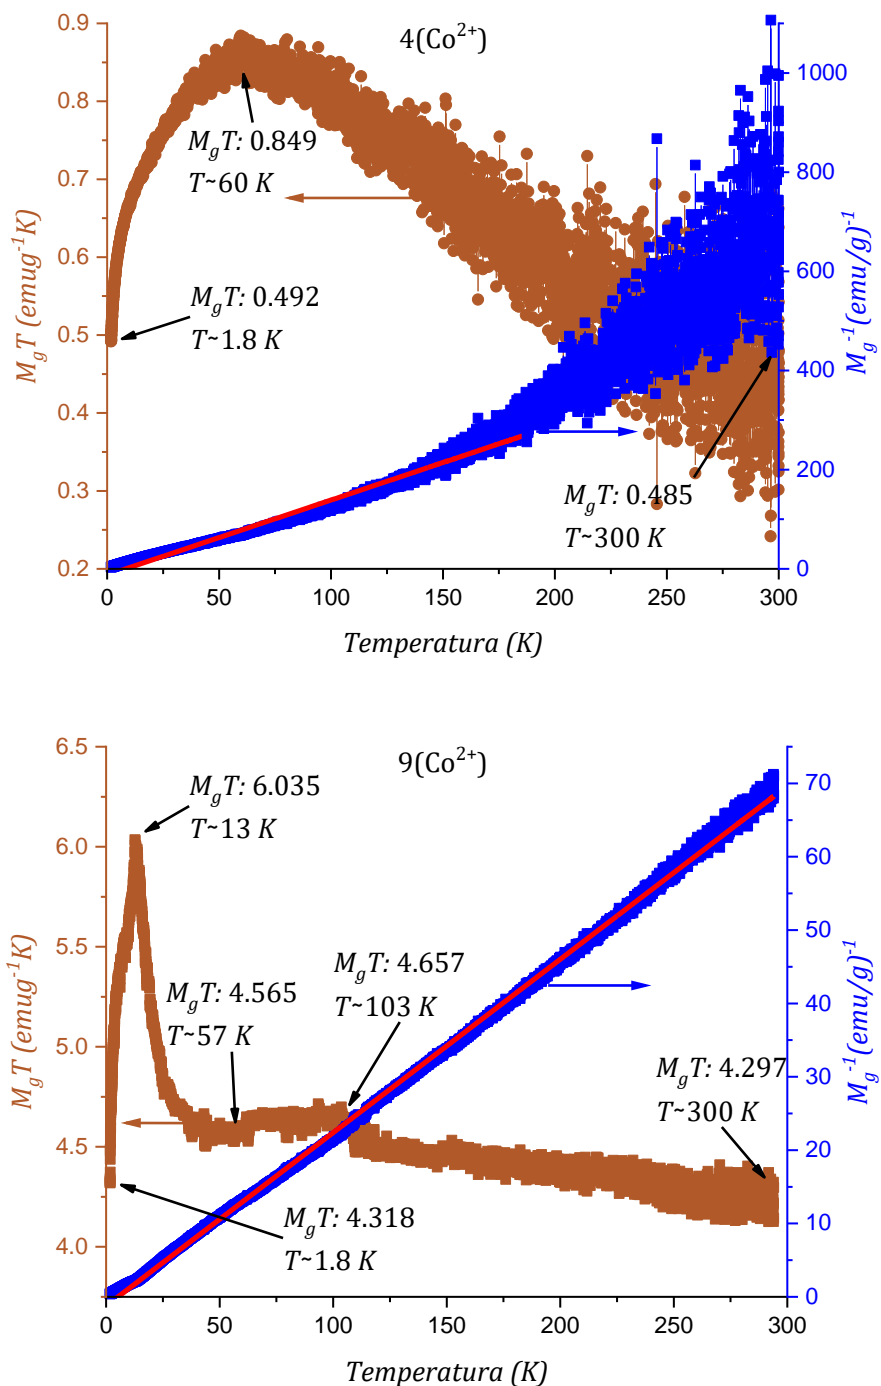 4(Co²⁺)
0.9
0.8
0.7
0.6
0.5
0.4
0.3
0.2
MgT (emug⁻¹K)
MgT: 0.849
T~60 K
MgT: 0.492
T~1.8 K
MgT: 0.485
T~300 K
1000
800
600
400
200
0
Mg⁻¹(emu/g)⁻¹
0 50 100 150 200 250 300
Temperatura (K)
9(Co²⁺)
6.5
6.0
5.5
5.0
4.5
4.0
MgT (emug⁻¹K)
MgT: 6.035
T~13 K
MgT: 4.565
T~57 K
MgT: 4.657
T~103 K
MgT: 4.297
T~300 K
MgT: 4.318
T~1.8 K
70
60
50
40
30
20
10
0
Mg⁻¹(emu/g)⁻¹
0 50 100 150 200 250 300
Temperatura (K)